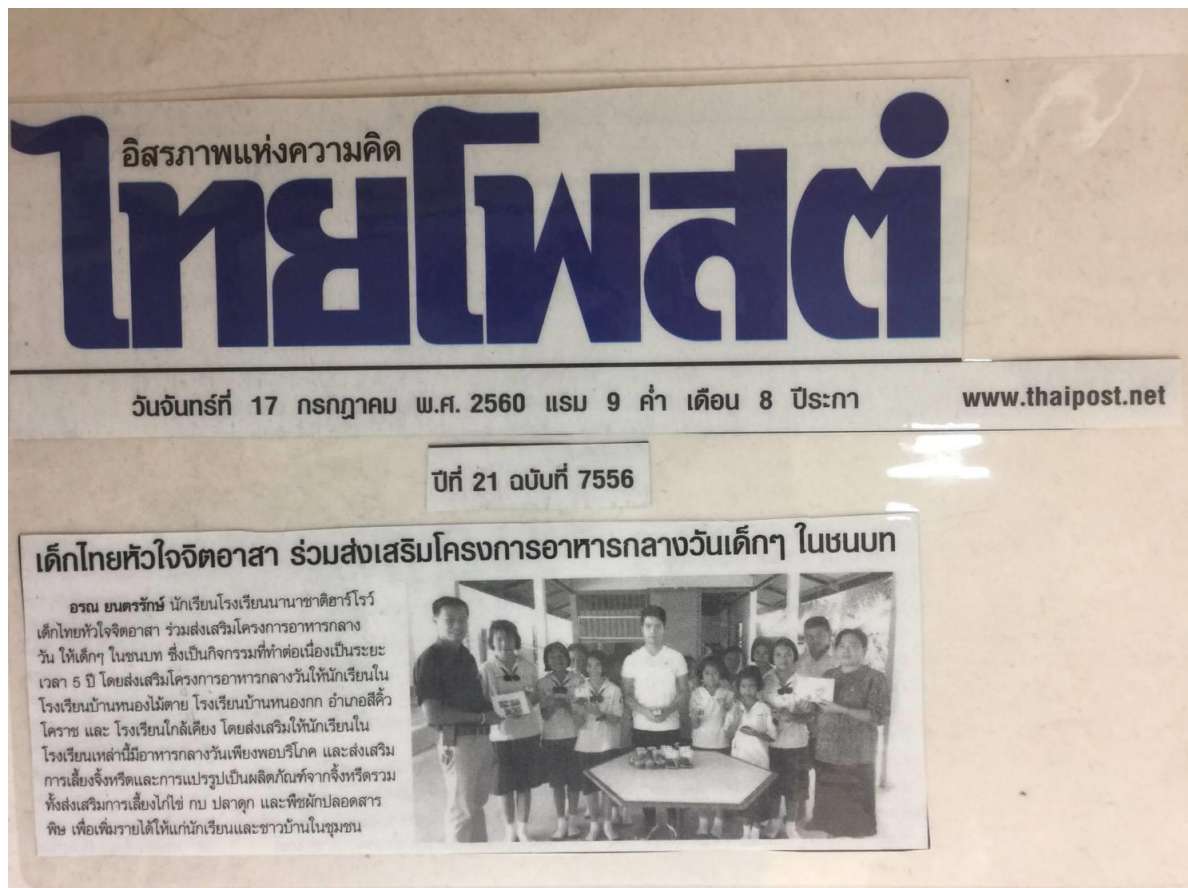 อิสรภาพแห่งความคิด
ไทยโพสต์
วันจันทร์ที่ 17 กรกฎาคม พ.ศ. 2560 แรม 9 ค่ำ เดือน 8 ปีระกา www.thaipost.net
ปีที่ 21 ฉบับที่ 7556
เด็กไทยหัวใจจิตอาสา ร่วมส่งเสริมโครงการอาหารกลางวันเด็กๆ ในชนบท
อรณ ยนตรรักษ์ นักเรียนโรงเรียนนานาชาติฮาร์โรว์
เด็กไทยหัวใจจิตอาสา ร่วมส่งเสริมโครงการอาหารกลาง
วัน ให้เด็กๆ ในชนบท ซึ่งเป็นกิจกรรมที่ทำต่อเนื่องเป็นระยะ
เวลา 5 ปี โดยส่งเสริมโครงการอาหารกลางวันให้นักเรียนใน
โรงเรียนบ้านหนองไม้ตาย โรงเรียนบ้านหนองกก อำเภอสีคิ้ว
โคราช และ โรงเรียนใกล้เคียง โดยส่งเสริมให้นักเรียนใน
โรงเรียนเหล่านี้มีอาหารกลางวันเพียงพอบริโภค และส่งเสริม
การเลี้ยงจิ้งหรีดและการแปรรูปเป็นผลิตภัณฑ์จากจิ้งหรีดรวม
ทั้งส่งเสริมการเลี้ยงไก่ไข่ กบ ปลาดุก และพืชผักปลอดสาร
พิษ เพื่อเพิ่มรายได้ให้แก่นักเรียนและชาวบ้านในชุมชน